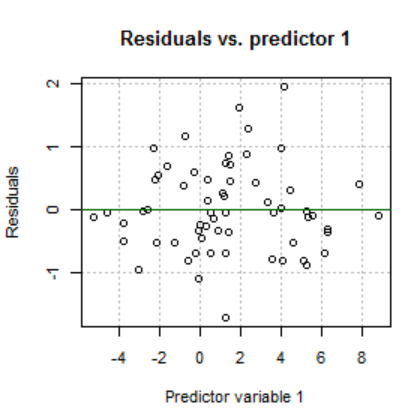 Residuals vs. predictor 1
Residuals
2
1
0
-1
-4 -2 0 2 4 6 8
Predictor variable 1